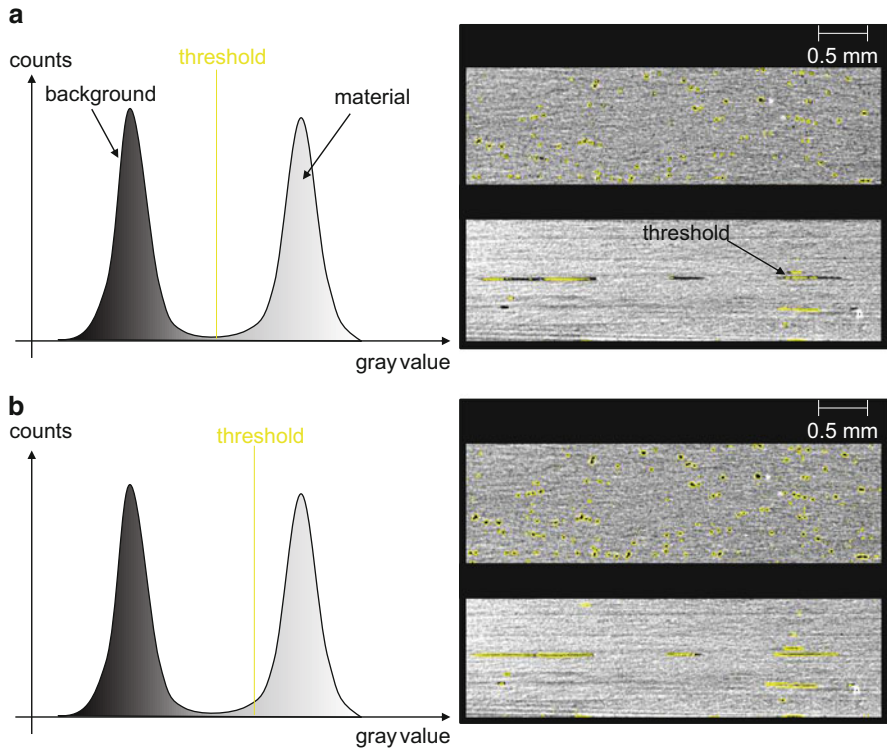 a
counts
threshold
background
material
gray value
0.5 mm
threshold
b
counts
threshold
gray value
0.5 mm